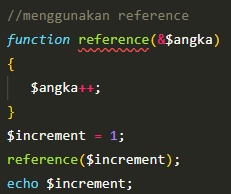 //menggunakan reference
function reference(&$angka)
{
    $angka++;
}
$increment = 1;
reference($increment);
echo $increment;